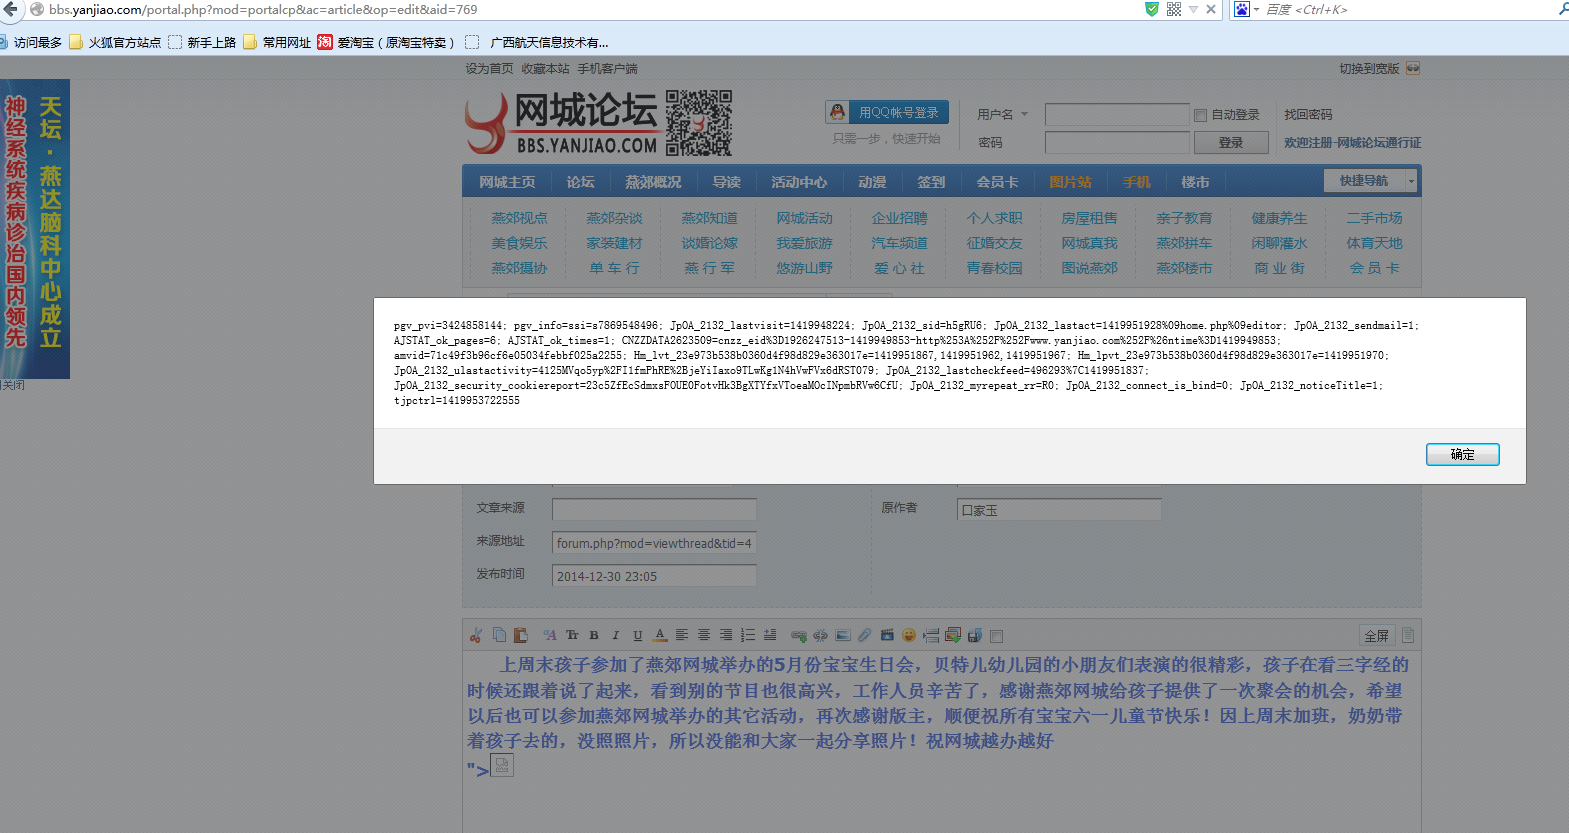 bbs.yanjiao.com/portal.php?mod=portalcp&ac=article&op=edit&aid=769
百度 <Ctrl+K>
访问最多 火狐官方站点 新手上路 常用网址 淘 爱淘宝（原淘宝特卖） 广西航天信息技术有...
设为首页 收藏本站 手机客户端 切换到宽版
天坛·燕达脑科中心成立
神经系统疾病诊治国内领先
关闭
网城论坛
BBS.YANJIAO.COM
用QQ帐号登录
只需一步，快速开始
用户名 自动登录 找回密码
密码 登录 欢迎注册-网城论坛通行证
网城主页 论坛 燕郊概况 导读 活动中心 动漫 签到 会员卡 图片站 手机 楼市 快捷导航
燕郊视点 燕郊杂谈 燕郊知道 网城活动 企业招聘 个人求职 房屋租售 亲子教育 健康养生 二手市场
美食娱乐 家装建材 谈婚论嫁 我爱旅游 汽车频道 征婚交友 网城真我 燕郊拼车 闲聊灌水 体育天地
燕郊摄协 单 车 行 燕 行 军 悠游山野 爱 心 社 青春校园 图说燕郊 燕郊楼市 商 业 街 会 员 卡
pgv_pvi=3424858144; pgv_info=ssi=s7869548496; JpOA_2132_lastvisit=1419948224; JpOA_2132_sid=h5gRU6; JpOA_2132_lastact=1419951928%09home.php%09editor; JpOA_2132_sendmail=1;
AJSTAT_ok_pages=6; AJSTAT_ok_times=1; CNZZDATA2623509=cnzz_eid%3D1926247513-1419949853-http%253A%252F%252Fwww.yanjiao.com%252F%26ntime%3D1419949853;
amvid=71c49f3b96cf6e05034febbf025a2255; Hm_lvt_23e973b538b0360d4f98d829e363017e=1419951867,1419951962,1419951967; Hm_lpvt_23e973b538b0360d4f98d829e363017e=1419951970;
JpOA_2132_ulastactivity=4125MVqo5yp%2FI1fmPhRE%2BjeYiIaxo9TLwKg1N4hVwFVx6dRST079; JpOA_2132_lastcheckfeed=496293%7C1419951837;
JpOA_2132_security_cookiereport=23c5ZfEcSdmxsFOUE0FotvHk3BgXTYfxVToeaMOcINpmbRVw6CfU; JpOA_2132_myrepeat_rr=R0; JpOA_2132_connect_is_bind=0; JpOA_2132_noticeTitle=1;
tjpctrl=1419953722555
确定
文章来源 原作者 口家玉
来源地址 forum.php?mod=viewthread&tid=4
发布时间 2014-12-30 23:05
Tr B I U A 全屏
上周末孩子参加了燕郊网城举办的5月份宝宝生日会，贝特儿幼儿园的小朋友们表演的很精彩，孩子在看三字经的
时候还跟着说了起来，看到别的节目也很高兴，工作人员辛苦了，感谢燕郊网城给孩子提供了一次聚会的机会，希望
以后也可以参加燕郊网城举办的其它活动，再次感谢版主，顺便祝所有宝宝六一儿童节快乐！因上周末加班，奶奶带
着孩子去的，没照照片，所以没能和大家一起分享照片！祝网城越办越好
">